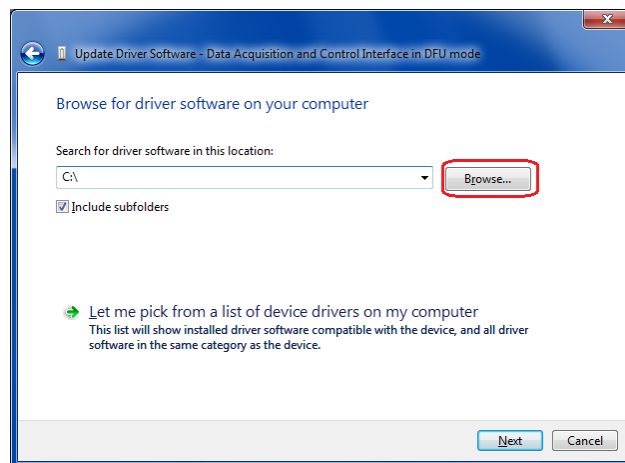 Update Driver Software - Data Acquisition and Control Interface in DFU mode
Browse for driver software on your computer
Search for driver software in this location:
C:\
Browse...
Include subfolders
Let me pick from a list of device drivers on my computer
This list will show installed driver software compatible with the device, and all driver
software in the same category as the device.
Next Cancel